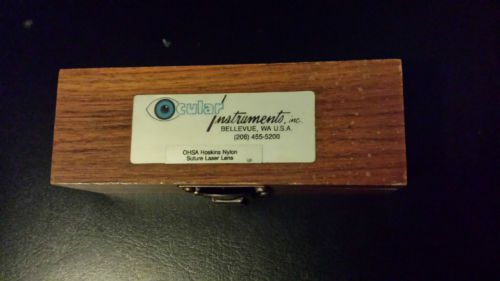 Ocular
Instruments, inc.
BELLEVUE, WA U.S.A.
(206) 455-5200
OHSA Hoskins Nylon
Suture Laser Lens